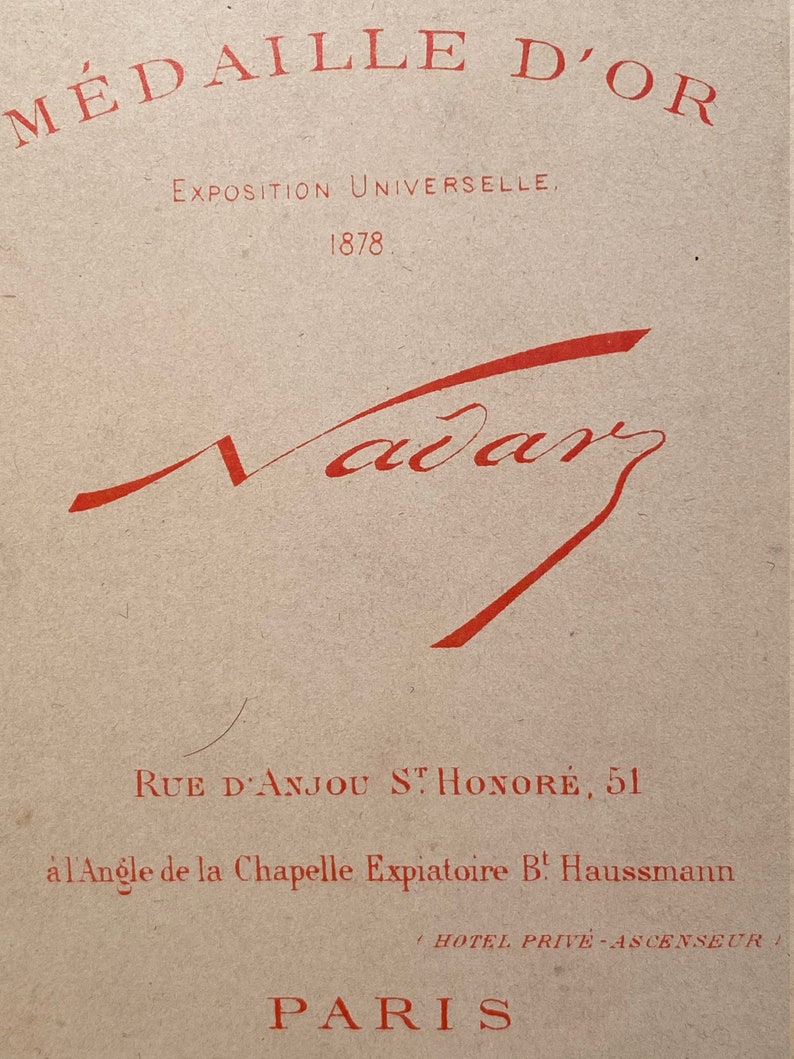 MÉDAILLE D'OR
EXPOSITION UNIVERSELLE,
1878.
Nadar
RUE D'ANJOU ST. HONORÉ, 51
à l'Angle de la Chapelle Expiatoire Bt. Haussmann
( HOTEL PRIVÉ - ASCENSEUR )
PARIS